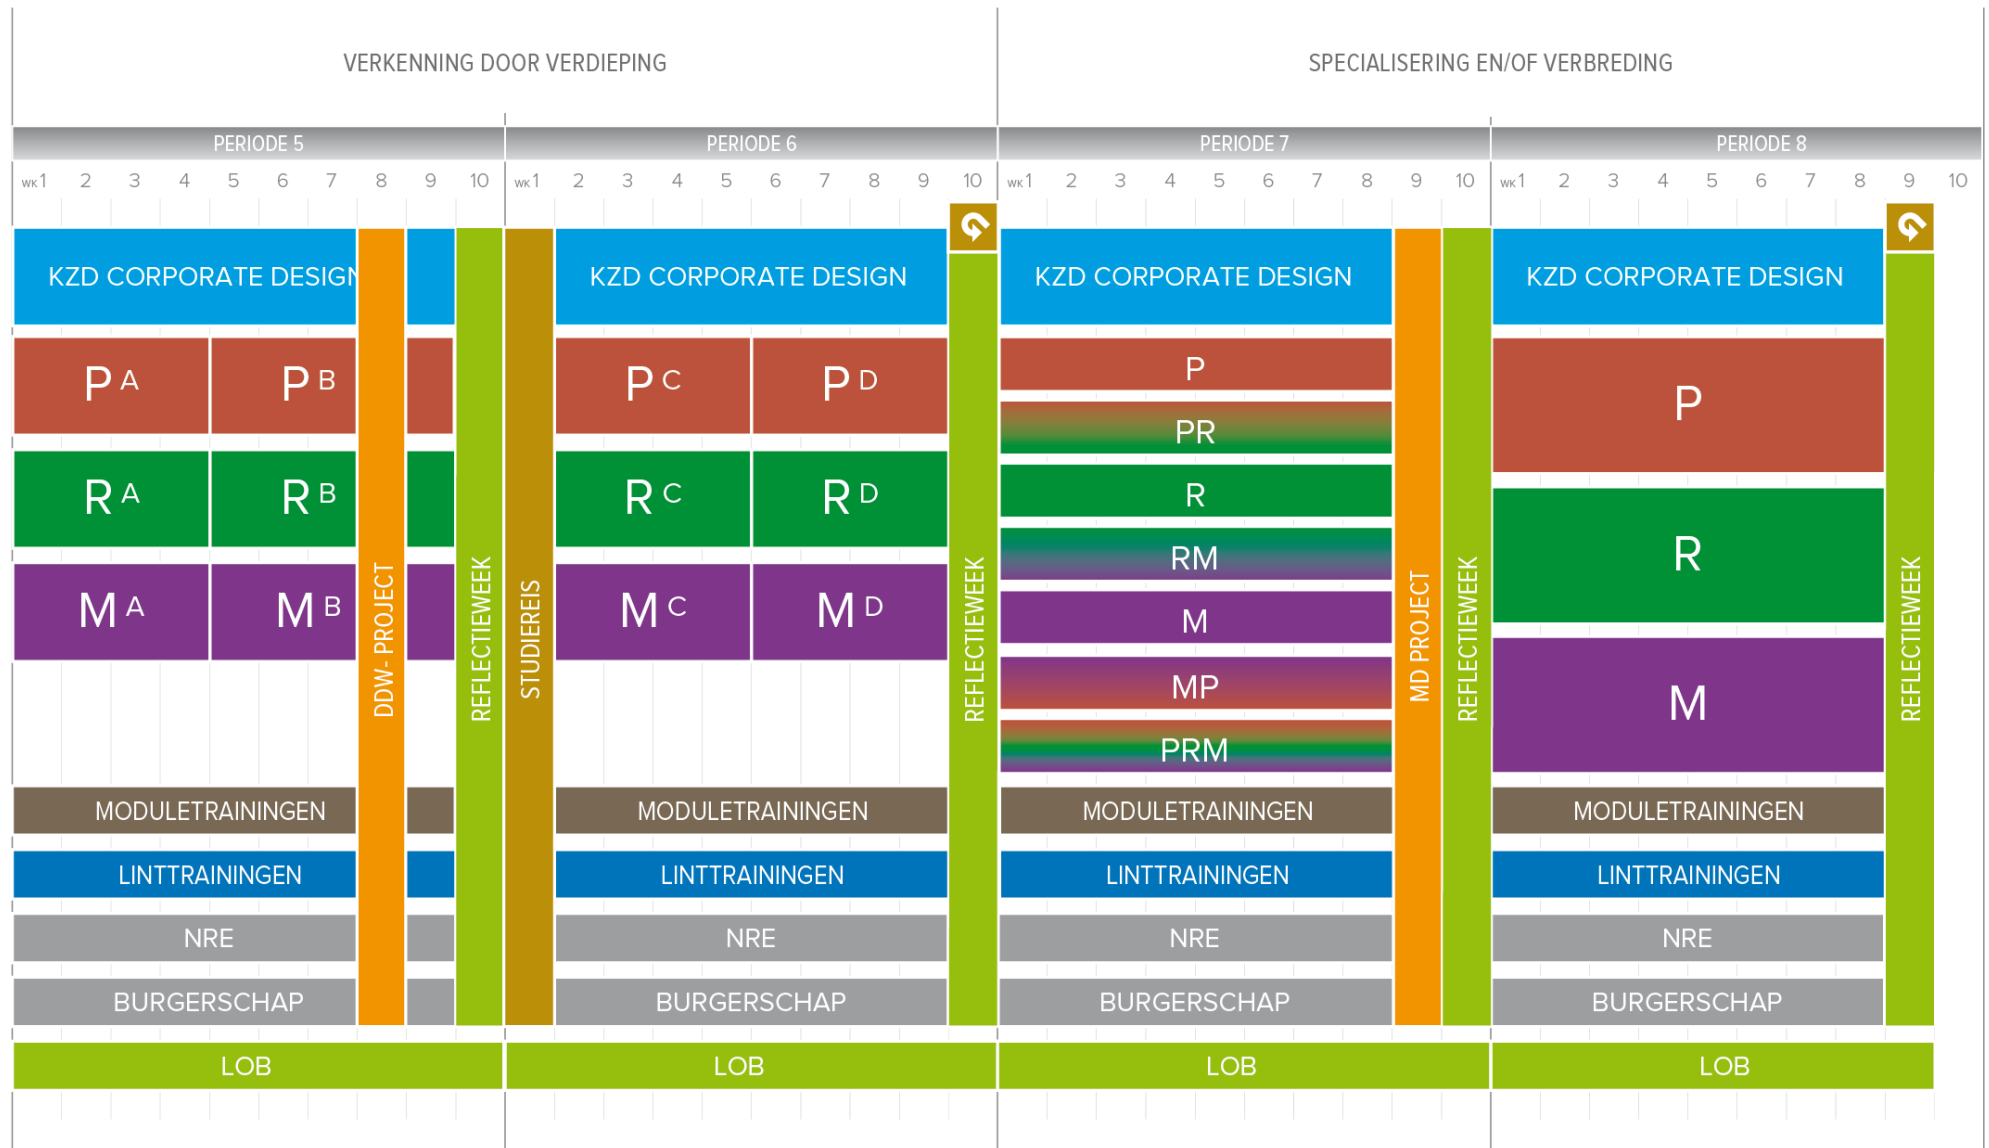 VERKENNING DOOR VERDIEPING
SPECIALISERING EN/OF VERBREDING
PERIODE 5
PERIODE 6
PERIODE 7
PERIODE 8
WK 1 2 3 4 5 6 7 8 9 10
WK 1 2 3 4 5 6 7 8 9 10
WK 1 2 3 4 5 6 7 8 9 10
WK 1 2 3 4 5 6 7 8 9 10
KZD CORPORATE DESIGN
P A
P B
R A
R B
M A
M B
MODULETRAININGEN
LINTTRAININGEN
NRE
BURGERSCHAP
DDW- PROJECT
REFLECTIEWEEK
LOB
STUDIEREIS
KZD CORPORATE DESIGN
P C
P D
R C
R D
M C
M D
MODULETRAININGEN
LINTTRAININGEN
NRE
BURGERSCHAP
REFLECTIEWEEK
LOB
KZD CORPORATE DESIGN
P
PR
R
RM
M
MP
PRM
MODULETRAININGEN
LINTTRAININGEN
NRE
BURGERSCHAP
MD PROJECT
REFLECTIEWEEK
LOB
KZD CORPORATE DESIGN
P
R
M
MODULETRAININGEN
LINTTRAININGEN
NRE
BURGERSCHAP
REFLECTIEWEEK
LOB